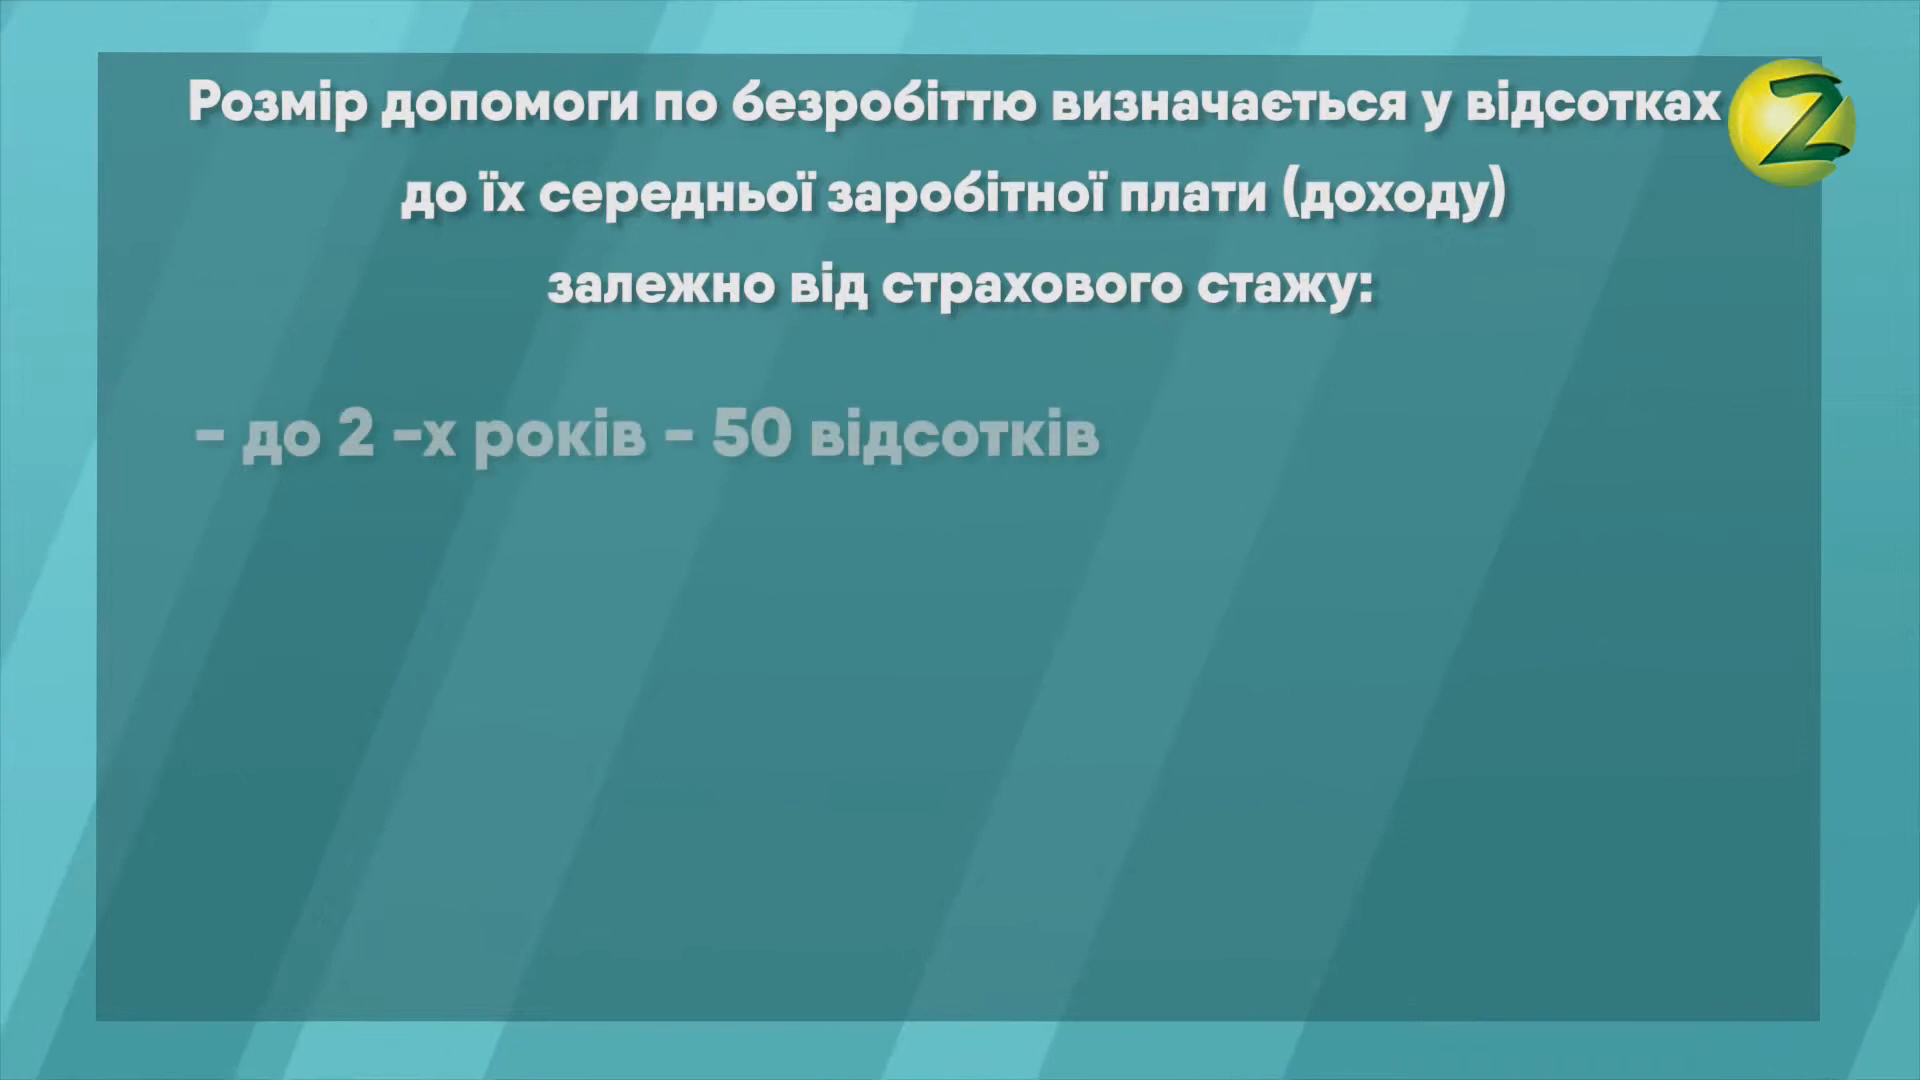 Розмір допомоги по безробіттю визначається у відсотках
до їх середньої заробітної плати (доходу)
залежно від страхового стажу:
- до 2 -х років - 50 відсотків
Z